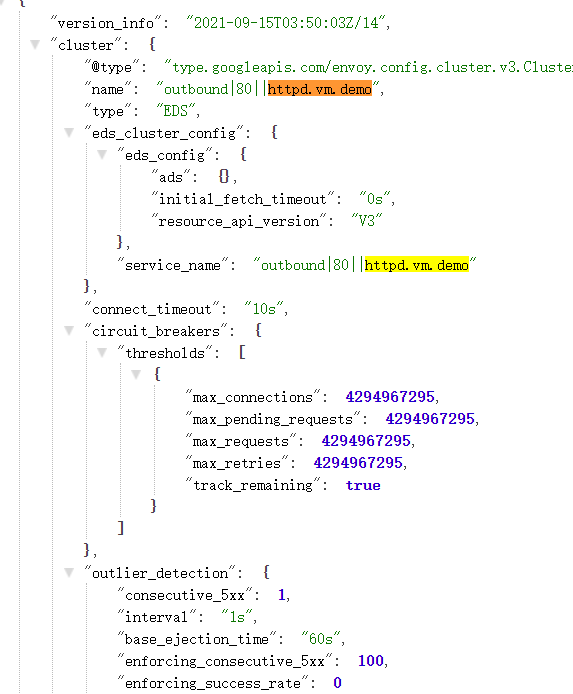 {
"version_info": "2021-09-15T03:50:03Z/14",
"cluster": {
"@type": "type.googleapis.com/envoy.config.cluster.v3.Cluster
"name": "outbound|80||httpd.vm.demo",
"type": "EDS",
"eds_cluster_config": {
"eds_config": {
"ads": {},
"initial_fetch_timeout": "0s",
"resource_api_version": "V3"
},
"service_name": "outbound|80||httpd.vm.demo"
},
"connect_timeout": "10s",
"circuit_breakers": {
"thresholds": [
{
"max_connections": 4294967295,
"max_pending_requests": 4294967295,
"max_requests": 4294967295,
"max_retries": 4294967295,
"track_remaining": true
}
]
},
"outlier_detection": {
"consecutive_5xx": 1,
"interval": "1s",
"base_ejection_time": "60s",
"enforcing_consecutive_5xx": 100,
"enforcing_success_rate": 0